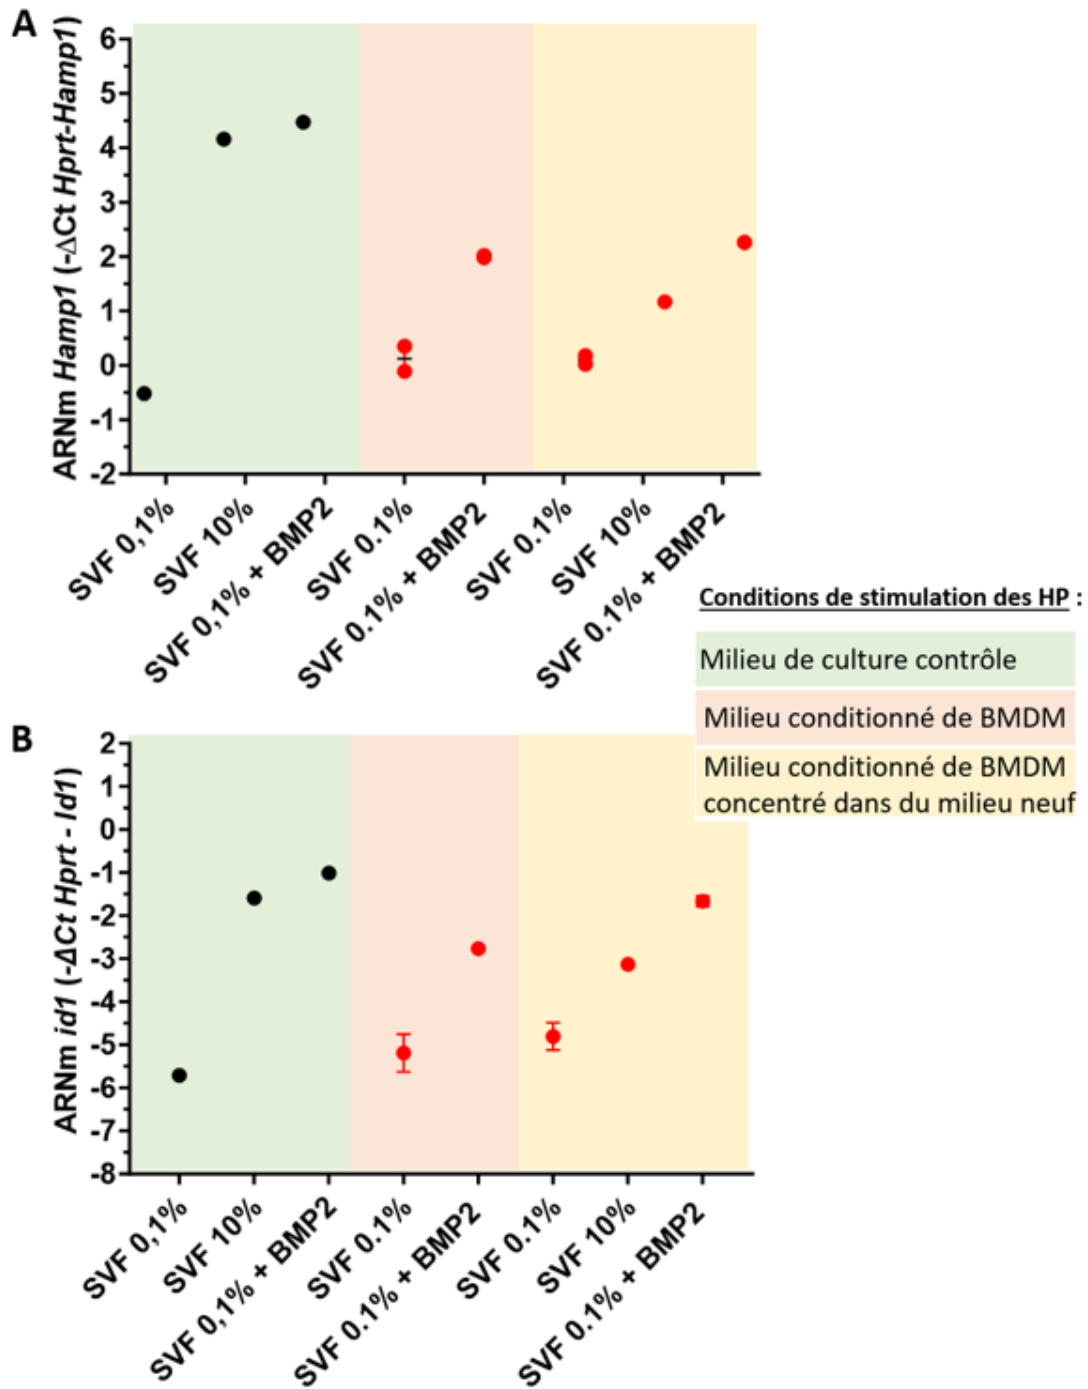 A
ARNm Hamp1 (-ΔCt Hprt-Hamp1)
6
5
4
3
2
1
0
-1
-2
SVF 0,1%
SVF 10%
SVF 0,1% + BMP2
SVF 0.1%
SVF 0.1% + BMP2
SVF 0.1%
SVF 10%
SVF 0.1% + BMP2
Conditions de stimulation des HP :
Milieu de culture contrôle
Milieu conditionné de BMDM
Milieu conditionné de BMDM
concentré dans du milieu neuf
B
ARNm id1 (-ΔCt Hprt - Id1)
2
1
0
-1
-2
-3
-4
-5
-6
-7
-8
SVF 0,1%
SVF 10%
SVF 0,1% + BMP2
SVF 0.1%
SVF 0.1% + BMP2
SVF 0.1%
SVF 10%
SVF 0.1% + BMP2